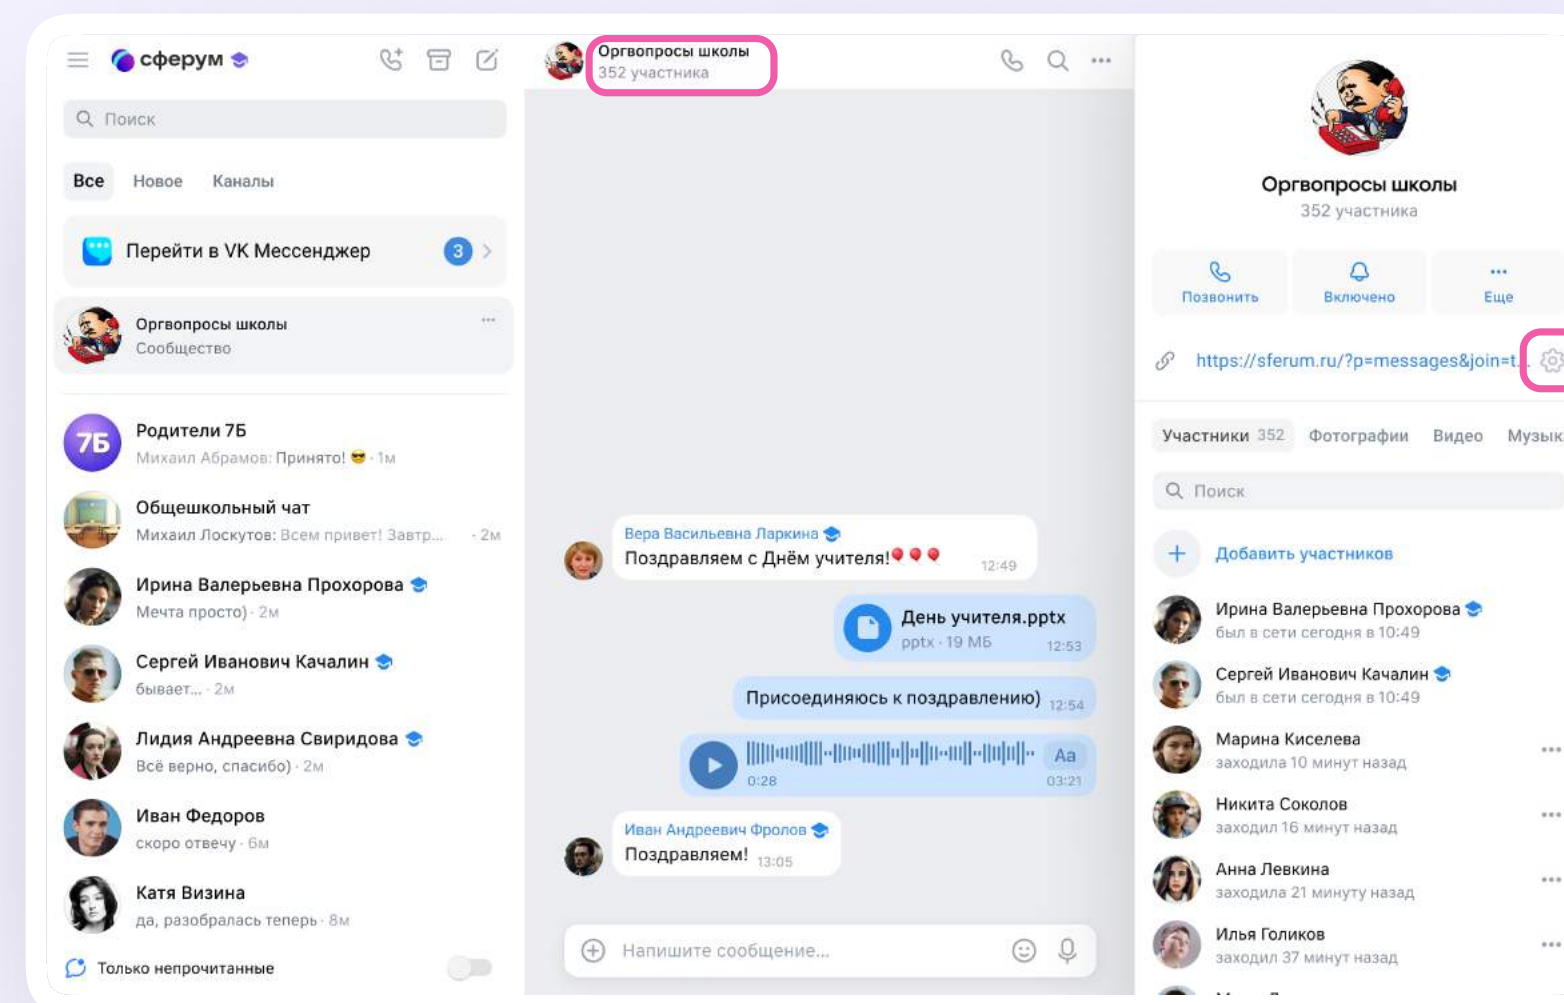 сферум
Поиск
Все Новое Каналы
Перейти в VK Мессенджер 3
Оргвопросы школы
Сообщество
7Б
Родители 7Б
Михаил Абрамов: Принято! 😎 · 1м
Общешкольный чат
Михаил Лоскутов: Всем привет! Завтр... · 2м
Ирина Валерьевна Прохорова
Мечта просто) · 2м
Сергей Иванович Качалин
бывает... · 2м
Лидия Андреевна Свиридова
Всё верно, спасибо) · 2м
Иван Федоров
скоро отвечу · 6м
Катя Визина
да, разобралась теперь · 8м
Только непрочитанные
Оргвопросы школы
352 участника
Вера Васильевна Ларкина
Поздравляем с Днём учителя!🎈🎈🎈 12:49
День учителя.pptx
pptx · 19 МБ 12:53
Присоединяюсь к поздравлению) 12:54
Aa
0:28 03:21
Иван Андреевич Фролов
Поздравляем! 13:05
Напишите сообщение...
Оргвопросы школы
352 участника
Позвонить Включено Еще
https://sferum.ru/?p=messages&join=t...
Участники 352 Фотографии Видео Музык
Поиск
Добавить участников
Ирина Валерьевна Прохорова
был в сети сегодня в 10:49
Сергей Иванович Качалин
был в сети сегодня в 10:49
Марина Киселева
заходила 10 минут назад
Никита Соколов
заходил 16 минут назад
Анна Левкина
заходила 21 минуту назад
Илья Голиков
заходил 37 минут назад